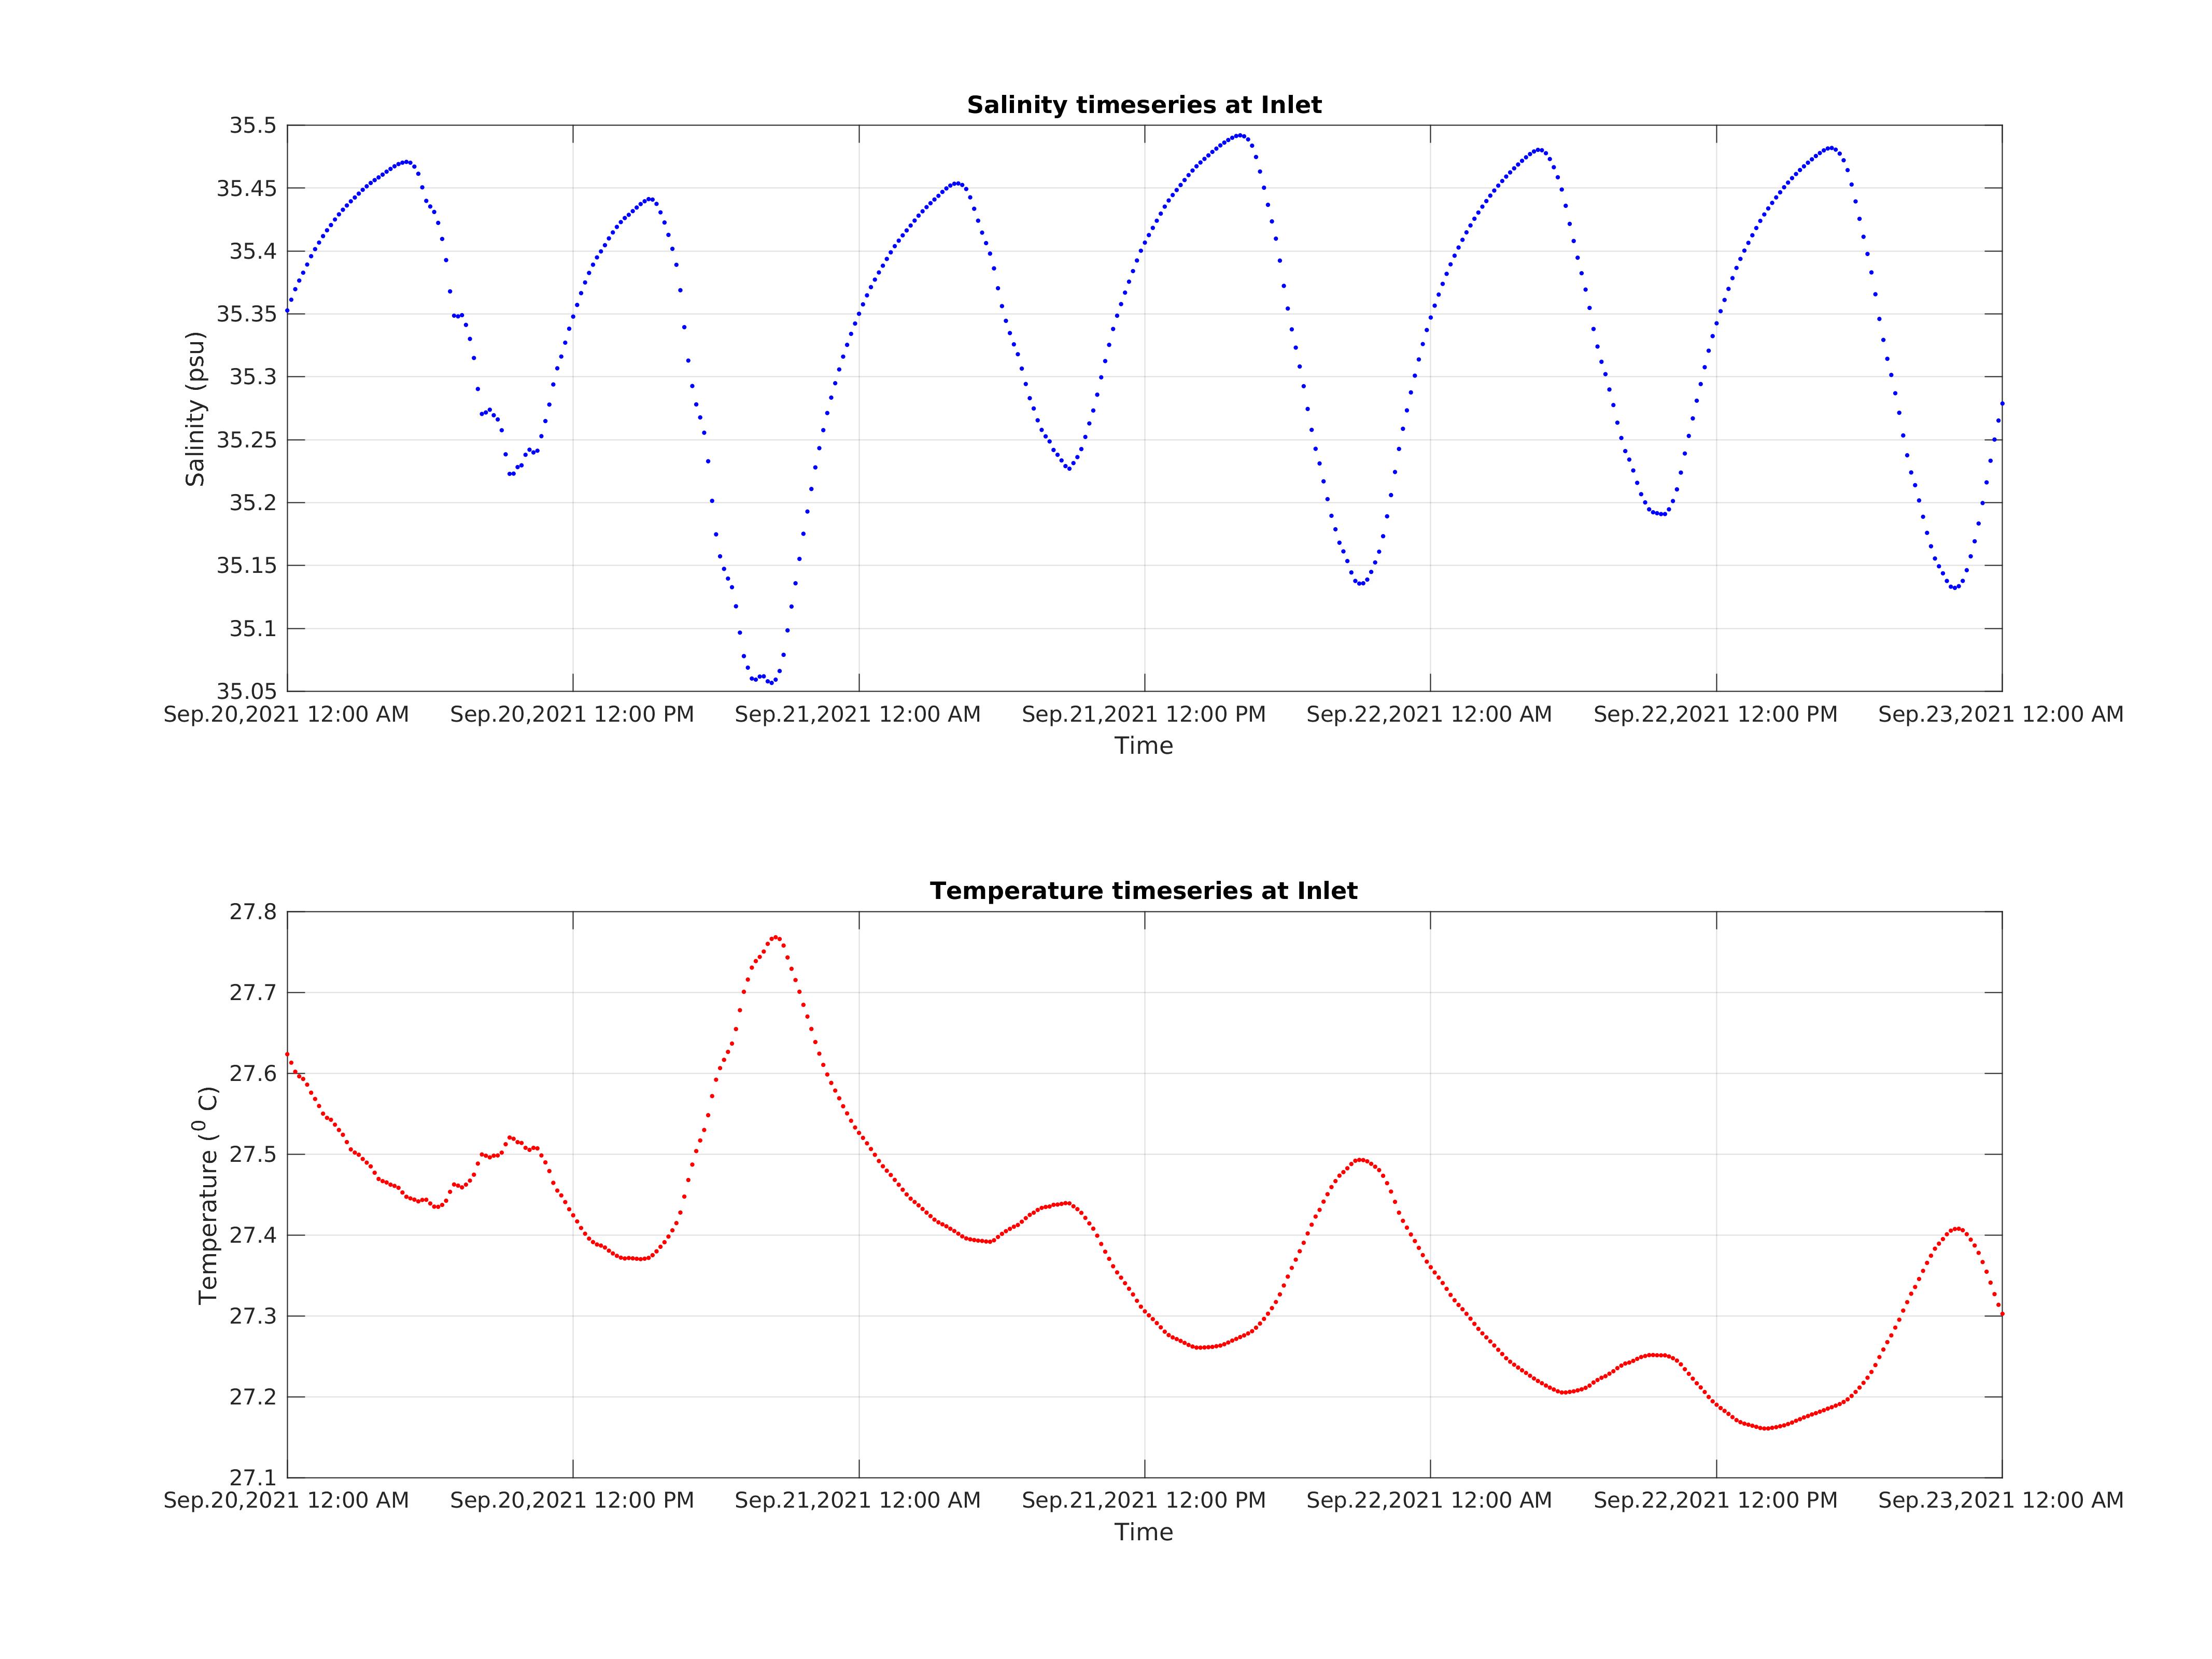 Salinity timeseries at Inlet
35.5
35.45
35.4
35.35
35.3
35.25
35.2
35.15
35.1
35.05
Salinity (psu)
Sep.20,2021 12:00 AM Sep.20,2021 12:00 PM Sep.21,2021 12:00 AM Sep.21,2021 12:00 PM Sep.22,2021 12:00 AM Sep.22,2021 12:00 PM Sep.23,2021 12:00 AM
Time
Temperature timeseries at Inlet
27.8
27.7
27.6
27.5
27.4
27.3
27.2
27.1
Temperature (⁰ C)
Sep.20,2021 12:00 AM Sep.20,2021 12:00 PM Sep.21,2021 12:00 AM Sep.21,2021 12:00 PM Sep.22,2021 12:00 AM Sep.22,2021 12:00 PM Sep.23,2021 12:00 AM
Time